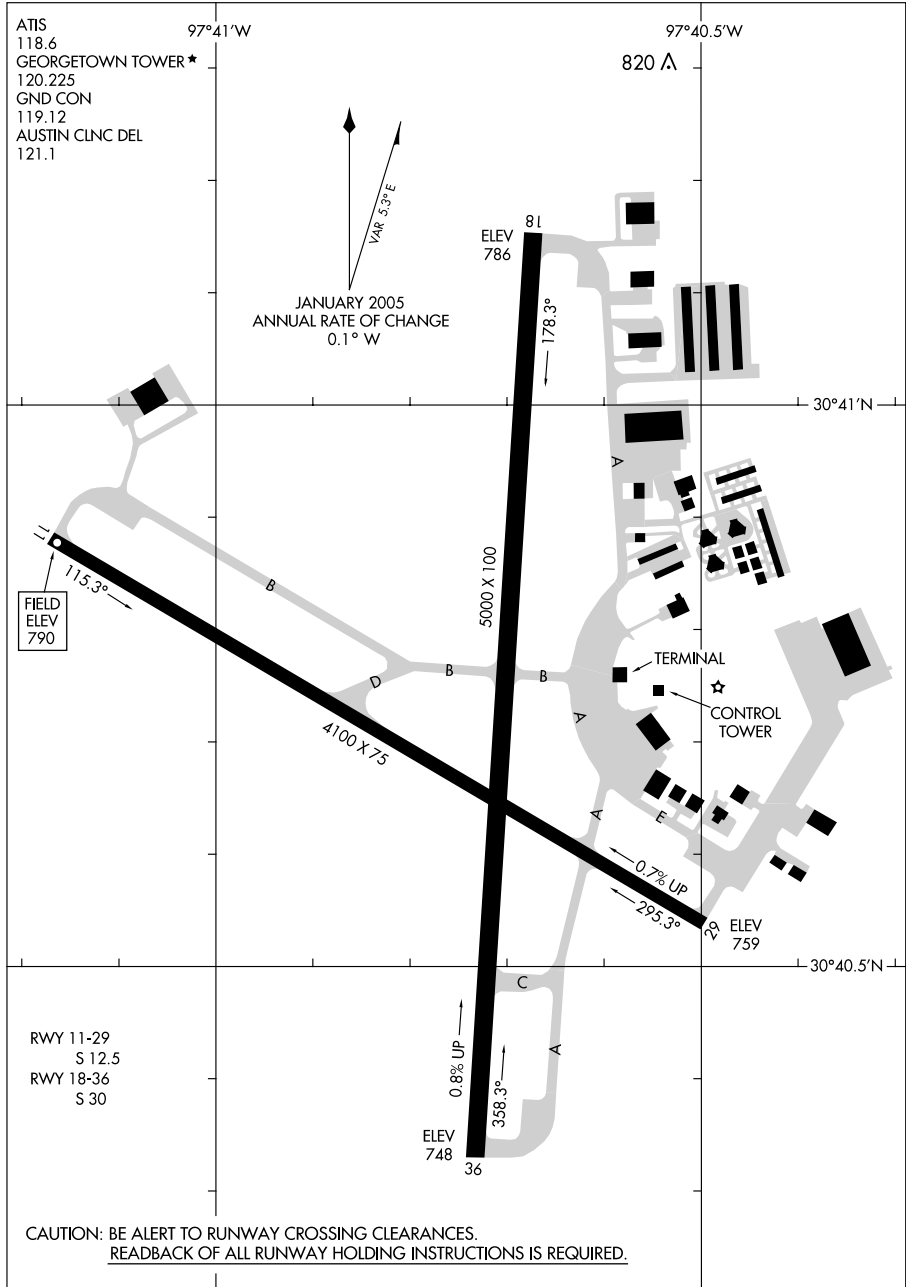 ATIS
118.6
GEORGETOWN TOWER ★
120.225
GND CON
119.12
AUSTIN CLNC DEL
121.1
97°41'W
97°40.5'W
820
VAR 5.3° E
JANUARY 2005
ANNUAL RATE OF CHANGE
0.1° W
ELEV
786
18
178.3°
30°41'N
A
5000 X 100
11
115.3°
FIELD
ELEV
790
B
D
B
B
A
TERMINAL
CONTROL
TOWER
4100 X 75
A
E
0.7% UP
295.3°
29
ELEV
759
30°40.5'N
C
A
0.8% UP
358.3°
ELEV
748
36
RWY 11-29
S 12.5
RWY 18-36
S 30
CAUTION: BE ALERT TO RUNWAY CROSSING CLEARANCES.
READBACK OF ALL RUNWAY HOLDING INSTRUCTIONS IS REQUIRED.